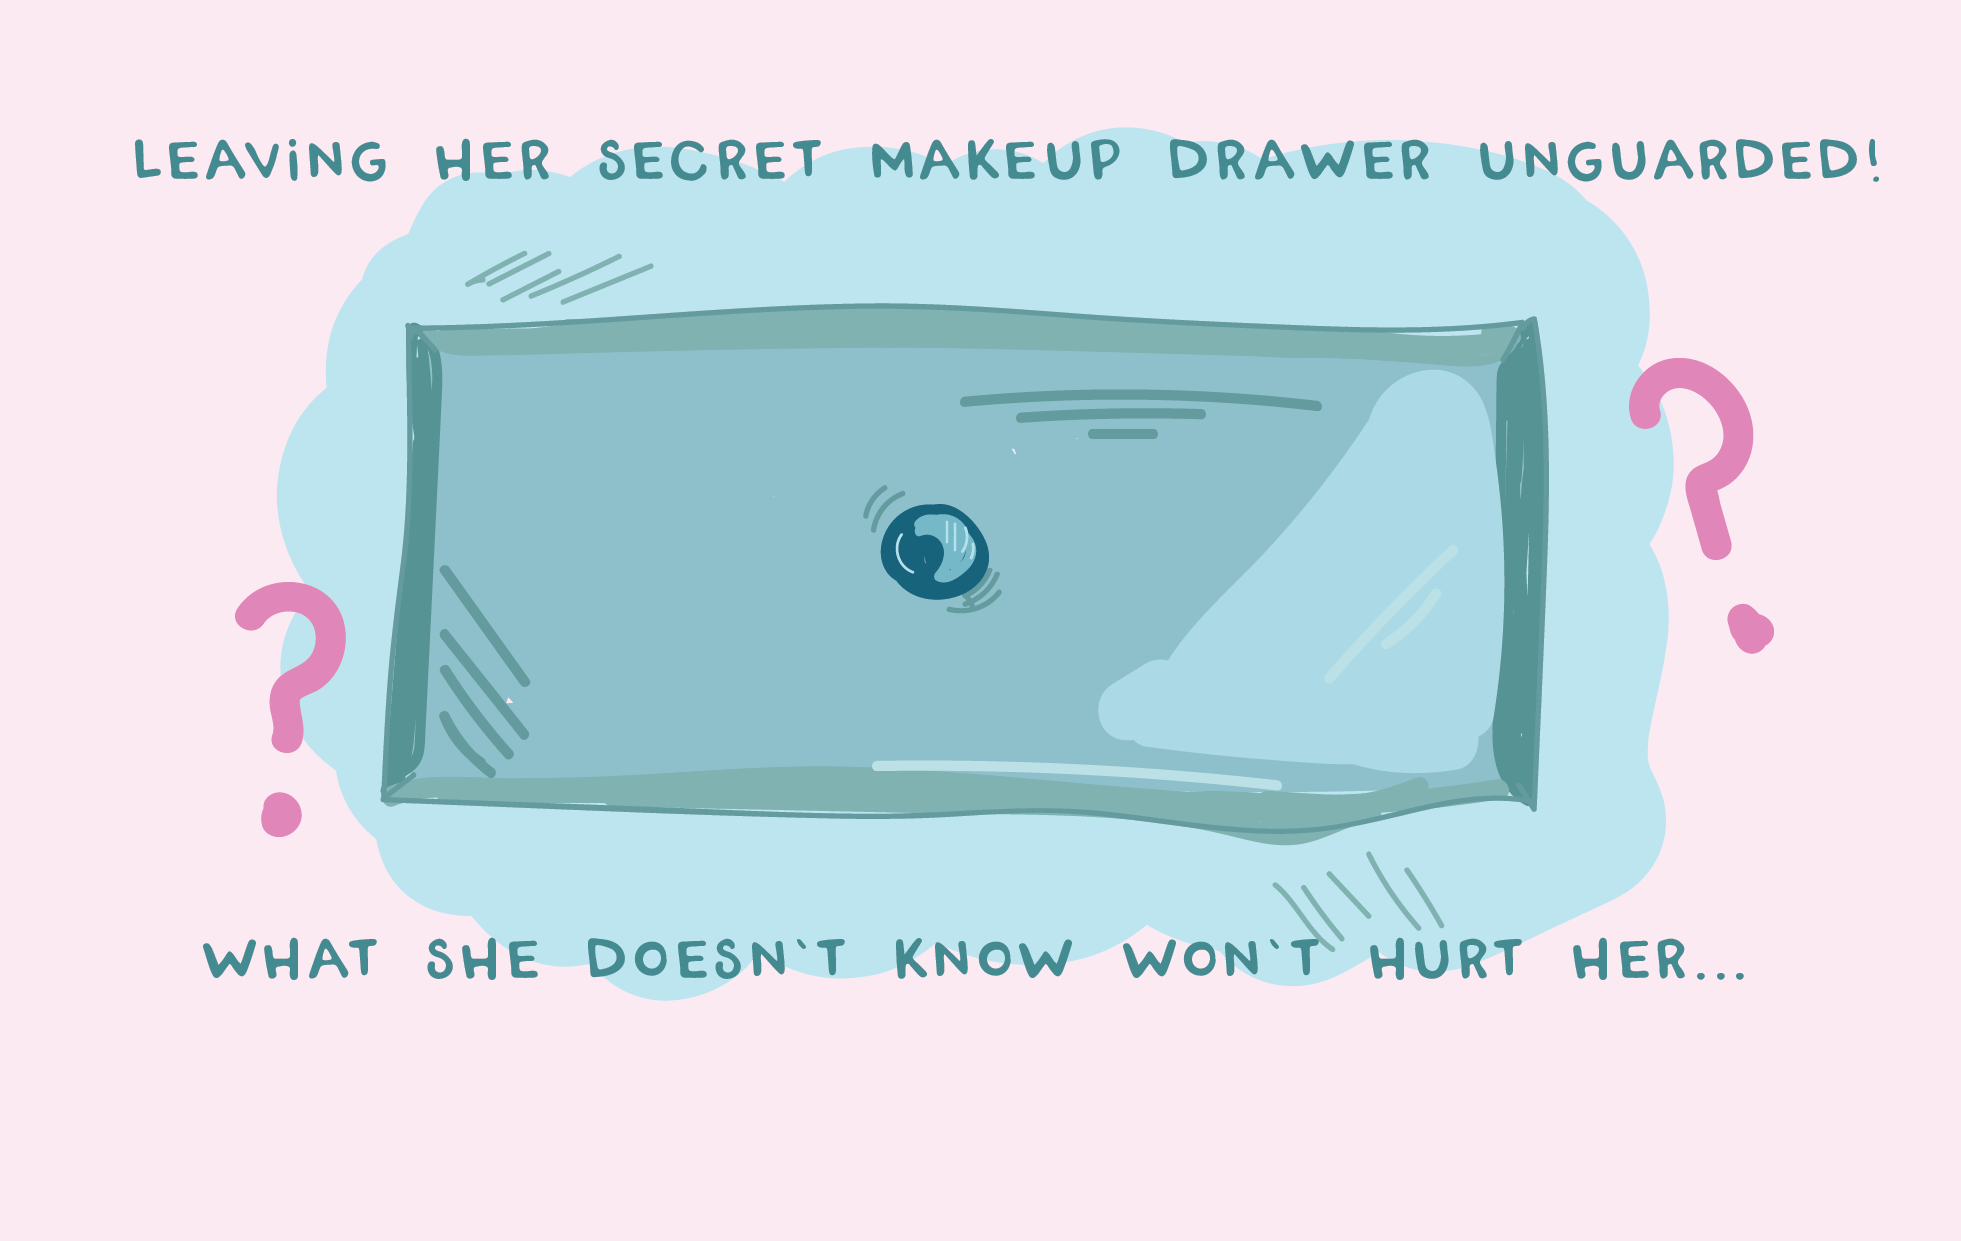 LEAVING HER SECRET MAKEUP DRAWER UNGUARDED!
?
?
WHAT SHE DOESN'T KNOW WON'T HURT HER...